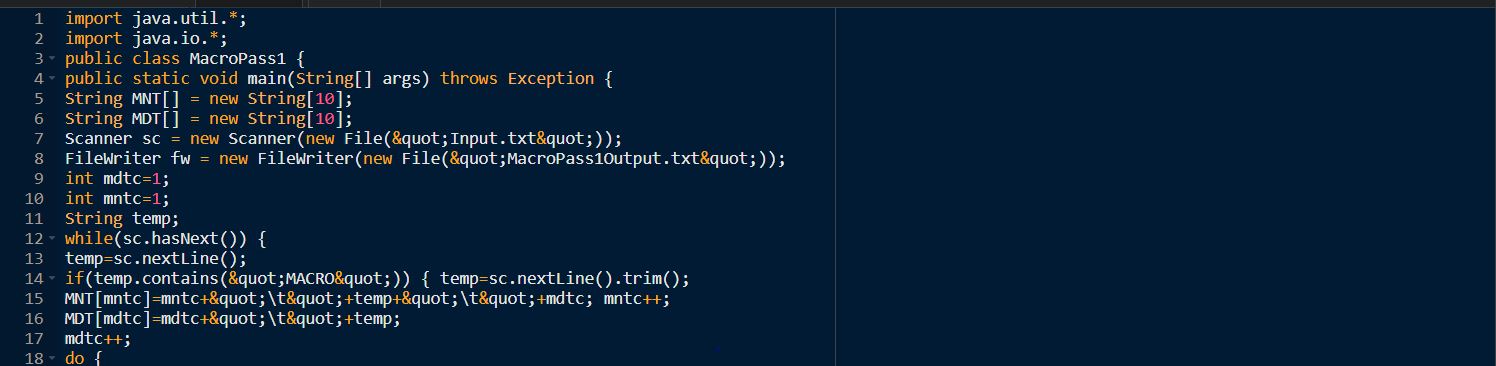 1 import java.util.*;
2 import java.io.*;
3 public class MacroPass1 {
4 public static void main(String[] args) throws Exception {
5 String MNT[] = new String[10];
6 String MDT[] = new String[10];
7 Scanner sc = new Scanner(new File(&quot;Input.txt&quot;));
8 FileWriter fw = new FileWriter(new File(&quot;MacroPass1Output.txt&quot;));
9 int mdtc=1;
10 int mntc=1;
11 String temp;
12 while(sc.hasNext()) {
13 temp=sc.nextLine();
14 if(temp.contains(&quot;MACRO&quot;)) { temp=sc.nextLine().trim();
15 MNT[mntc]=mntc+&quot;\t&quot;+temp+&quot;\t&quot;+mdtc; mntc++;
16 MDT[mdtc]=mdtc+&quot;\t&quot;+temp;
17 mdtc++;
18 do {